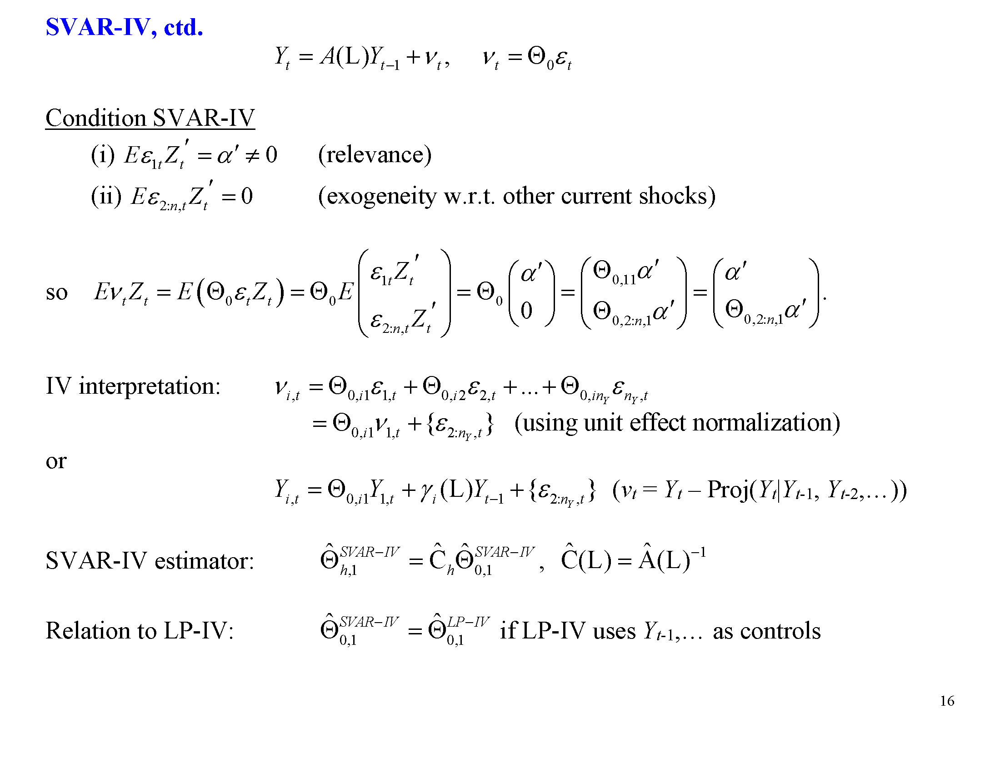 SVAR-IV, ctd.
Y_t = A(L)Y_{t−1} + ν_t, ν_t = Θ_0 ε_t
Condition SVAR-IV
(i) Eε_{1t}Z_t′ = α′ ≠ 0 (relevance)
(ii) Eε_{2:n,t}Z_t′ = 0 (exogeneity w.r.t. other current shocks)
so Eν_tZ_t = E(Θ_0ε_tZ_t) = Θ_0E(ε_{1t}Z_t′ ; ε_{2:n,t}Z_t′) = Θ_0(α′ ; 0) = (Θ_{0,11}α′ ; Θ_{0,2:n,1}α′) = (α′ ; Θ_{0,2:n,1}α′).
IV interpretation: ν_{i,t} = Θ_{0,i1}ε_{1,t} + Θ_{0,i2}ε_{2,t} + ... + Θ_{0,in_Y}ε_{n_Y,t}
= Θ_{0,i1}ν_{1,t} + {ε_{2:n_Y,t}} (using unit effect normalization)
or
Y_{i,t} = Θ_{0,i1}Y_{1,t} + γ_i(L)Y_{t−1} + {ε_{2:n_Y,t}} (v_t = Y_t – Proj(Y_t|Y_{t-1}, Y_{t-2},…))
SVAR-IV estimator: Θ̂_{h,1}^{SVAR−IV} = Ĉ_hΘ̂_{0,1}^{SVAR−IV}, Ĉ(L) = Â(L)^{−1}
Relation to LP-IV: Θ̂_{0,1}^{SVAR−IV} = Θ̂_{0,1}^{LP−IV} if LP-IV uses Y_{t-1},… as controls
16